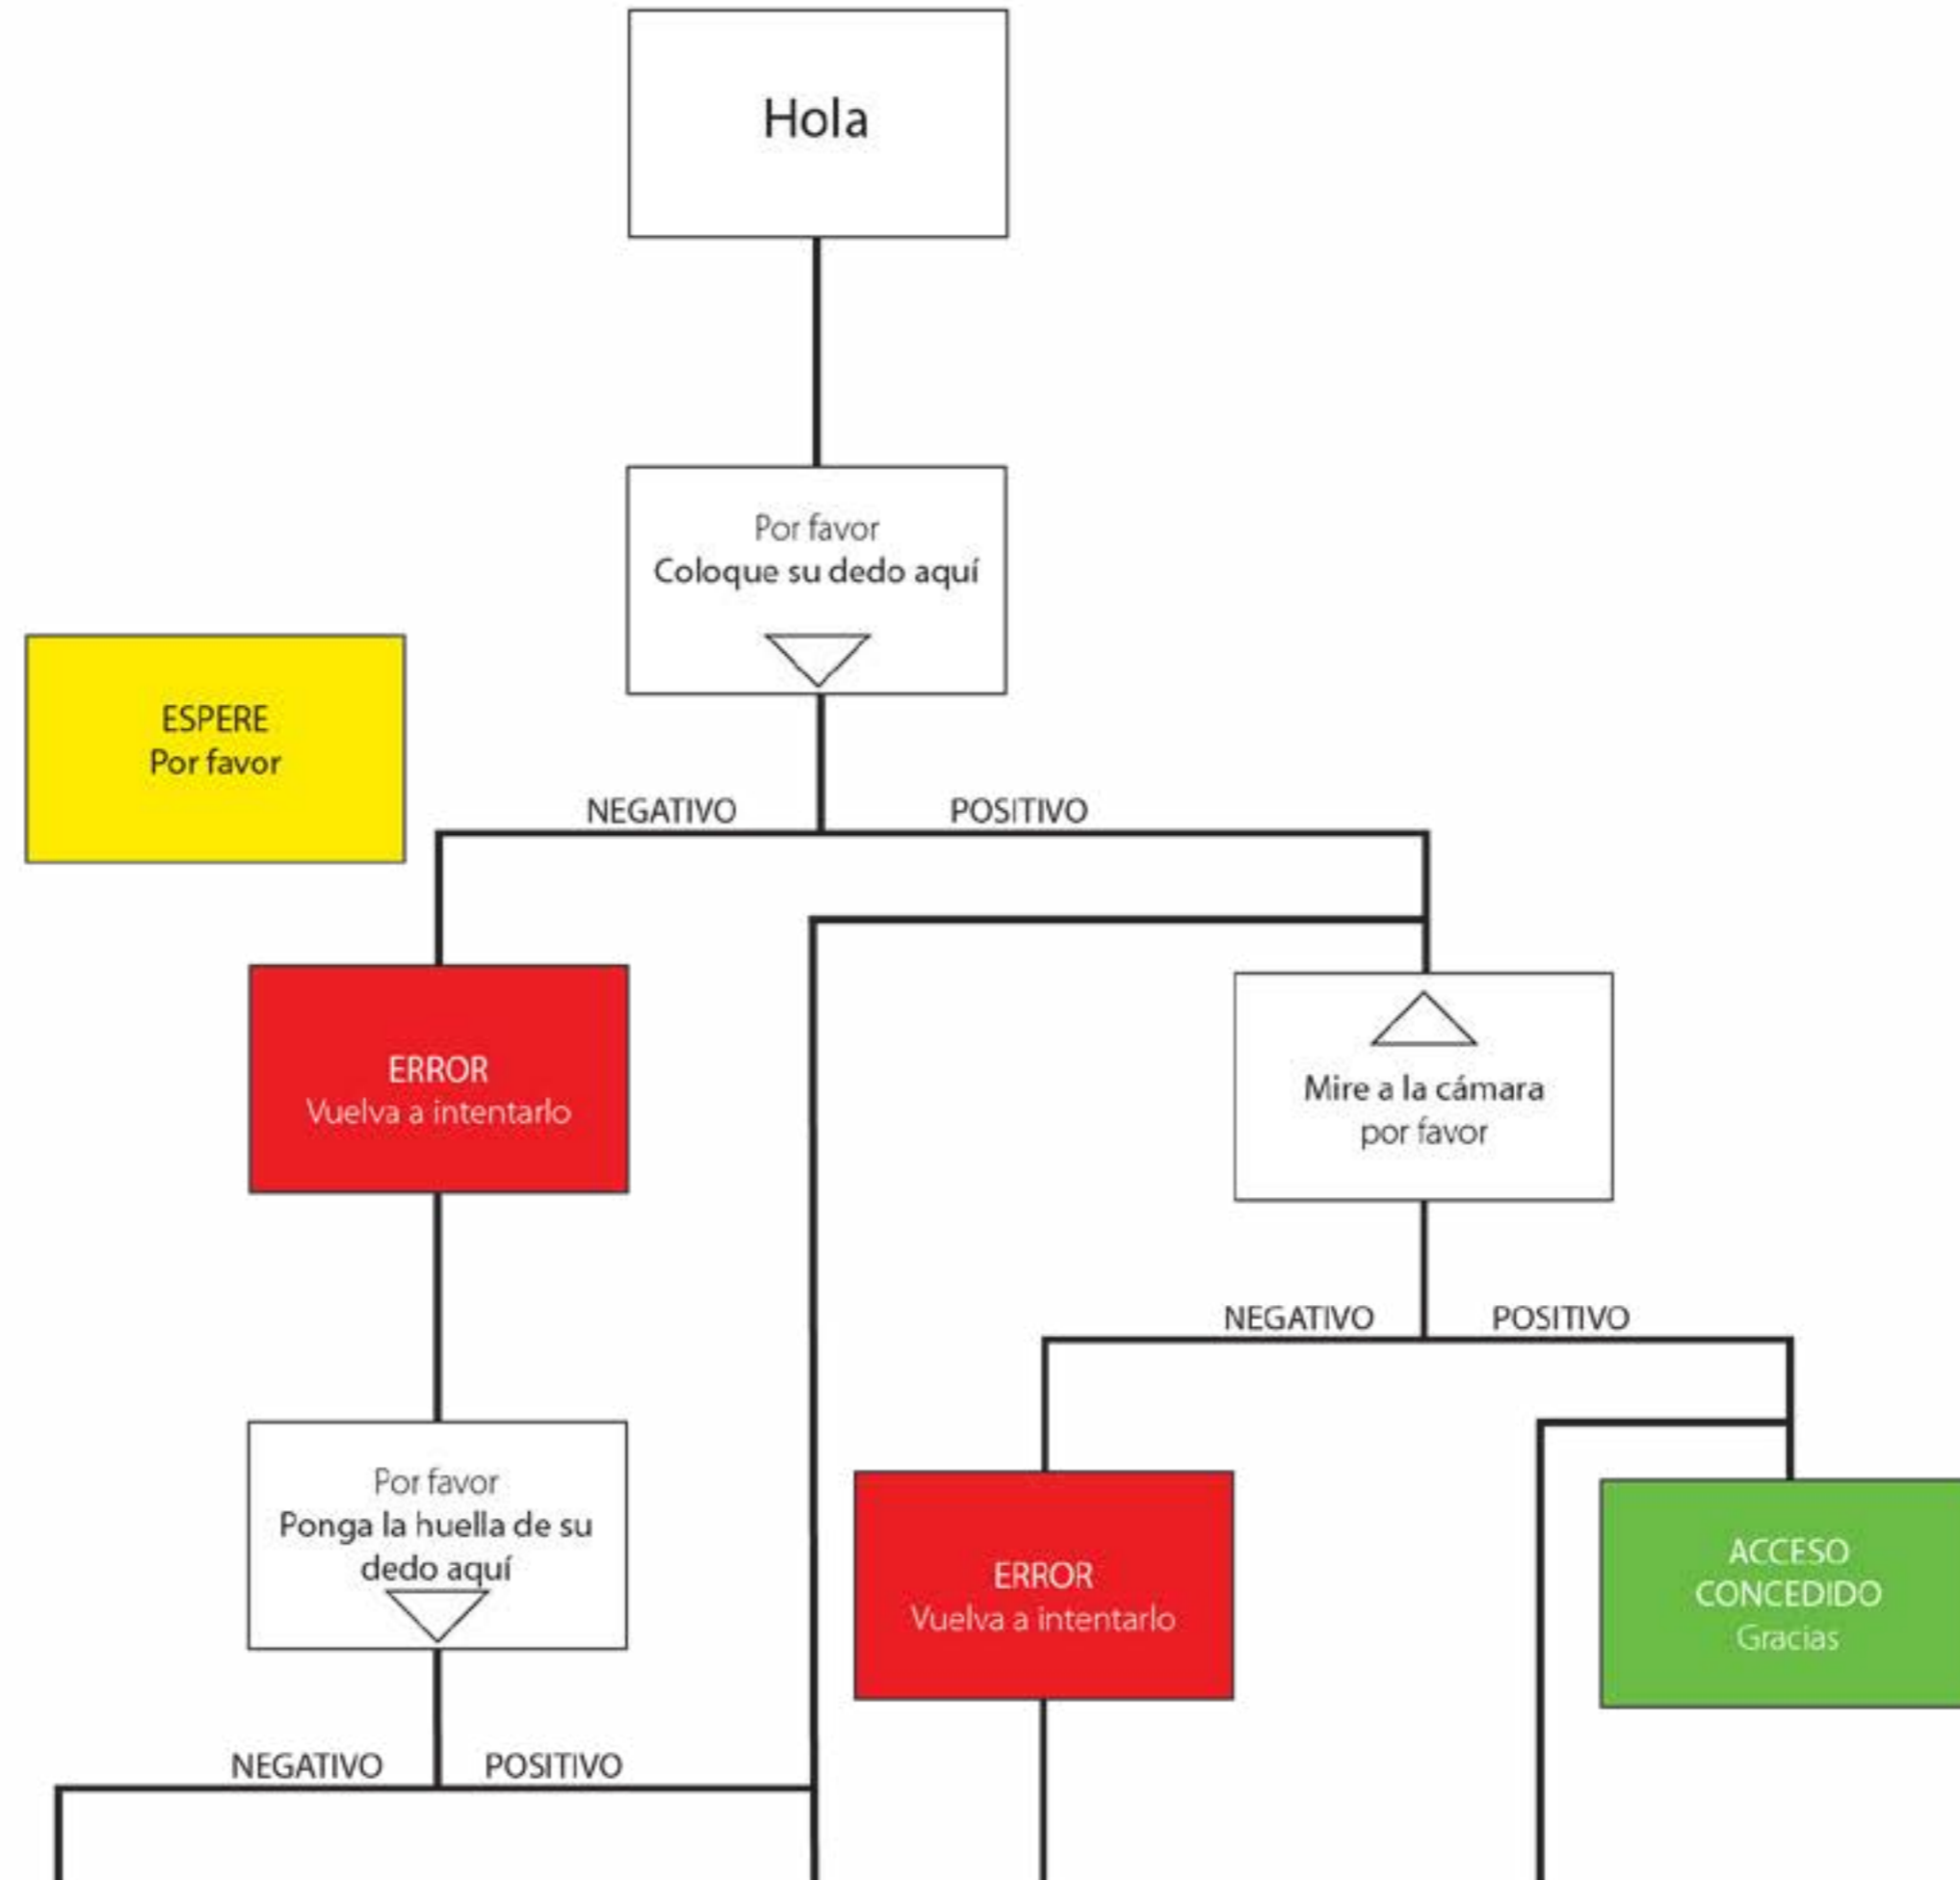 Hola
Por favor
Coloque su dedo aquí
ESPERE
Por favor
NEGATIVO
POSITIVO
ERROR
Vuelva a intentarlo
Mire a la cámara
por favor
NEGATIVO
POSITIVO
Por favor
Ponga la huella de su
dedo aquí
ERROR
Vuelva a intentarlo
ACCESO
CONCEDIDO
Gracias
NEGATIVO
POSITIVO